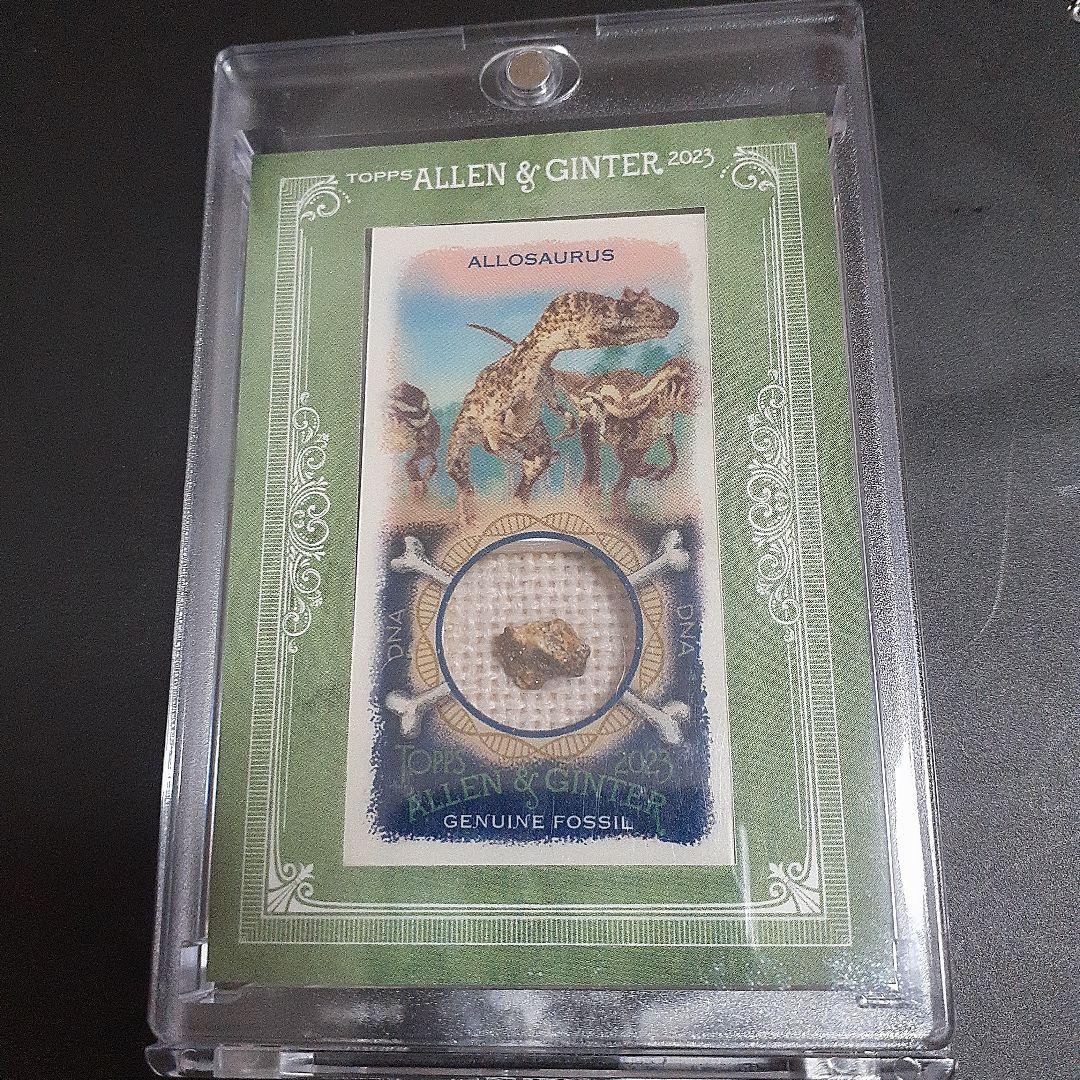 TOPPS ALLEN & GINTER 2023
ALLOSAURUS
DNA DNA
TOPPS 2023
ALLEN & GINTER
GENUINE FOSSIL